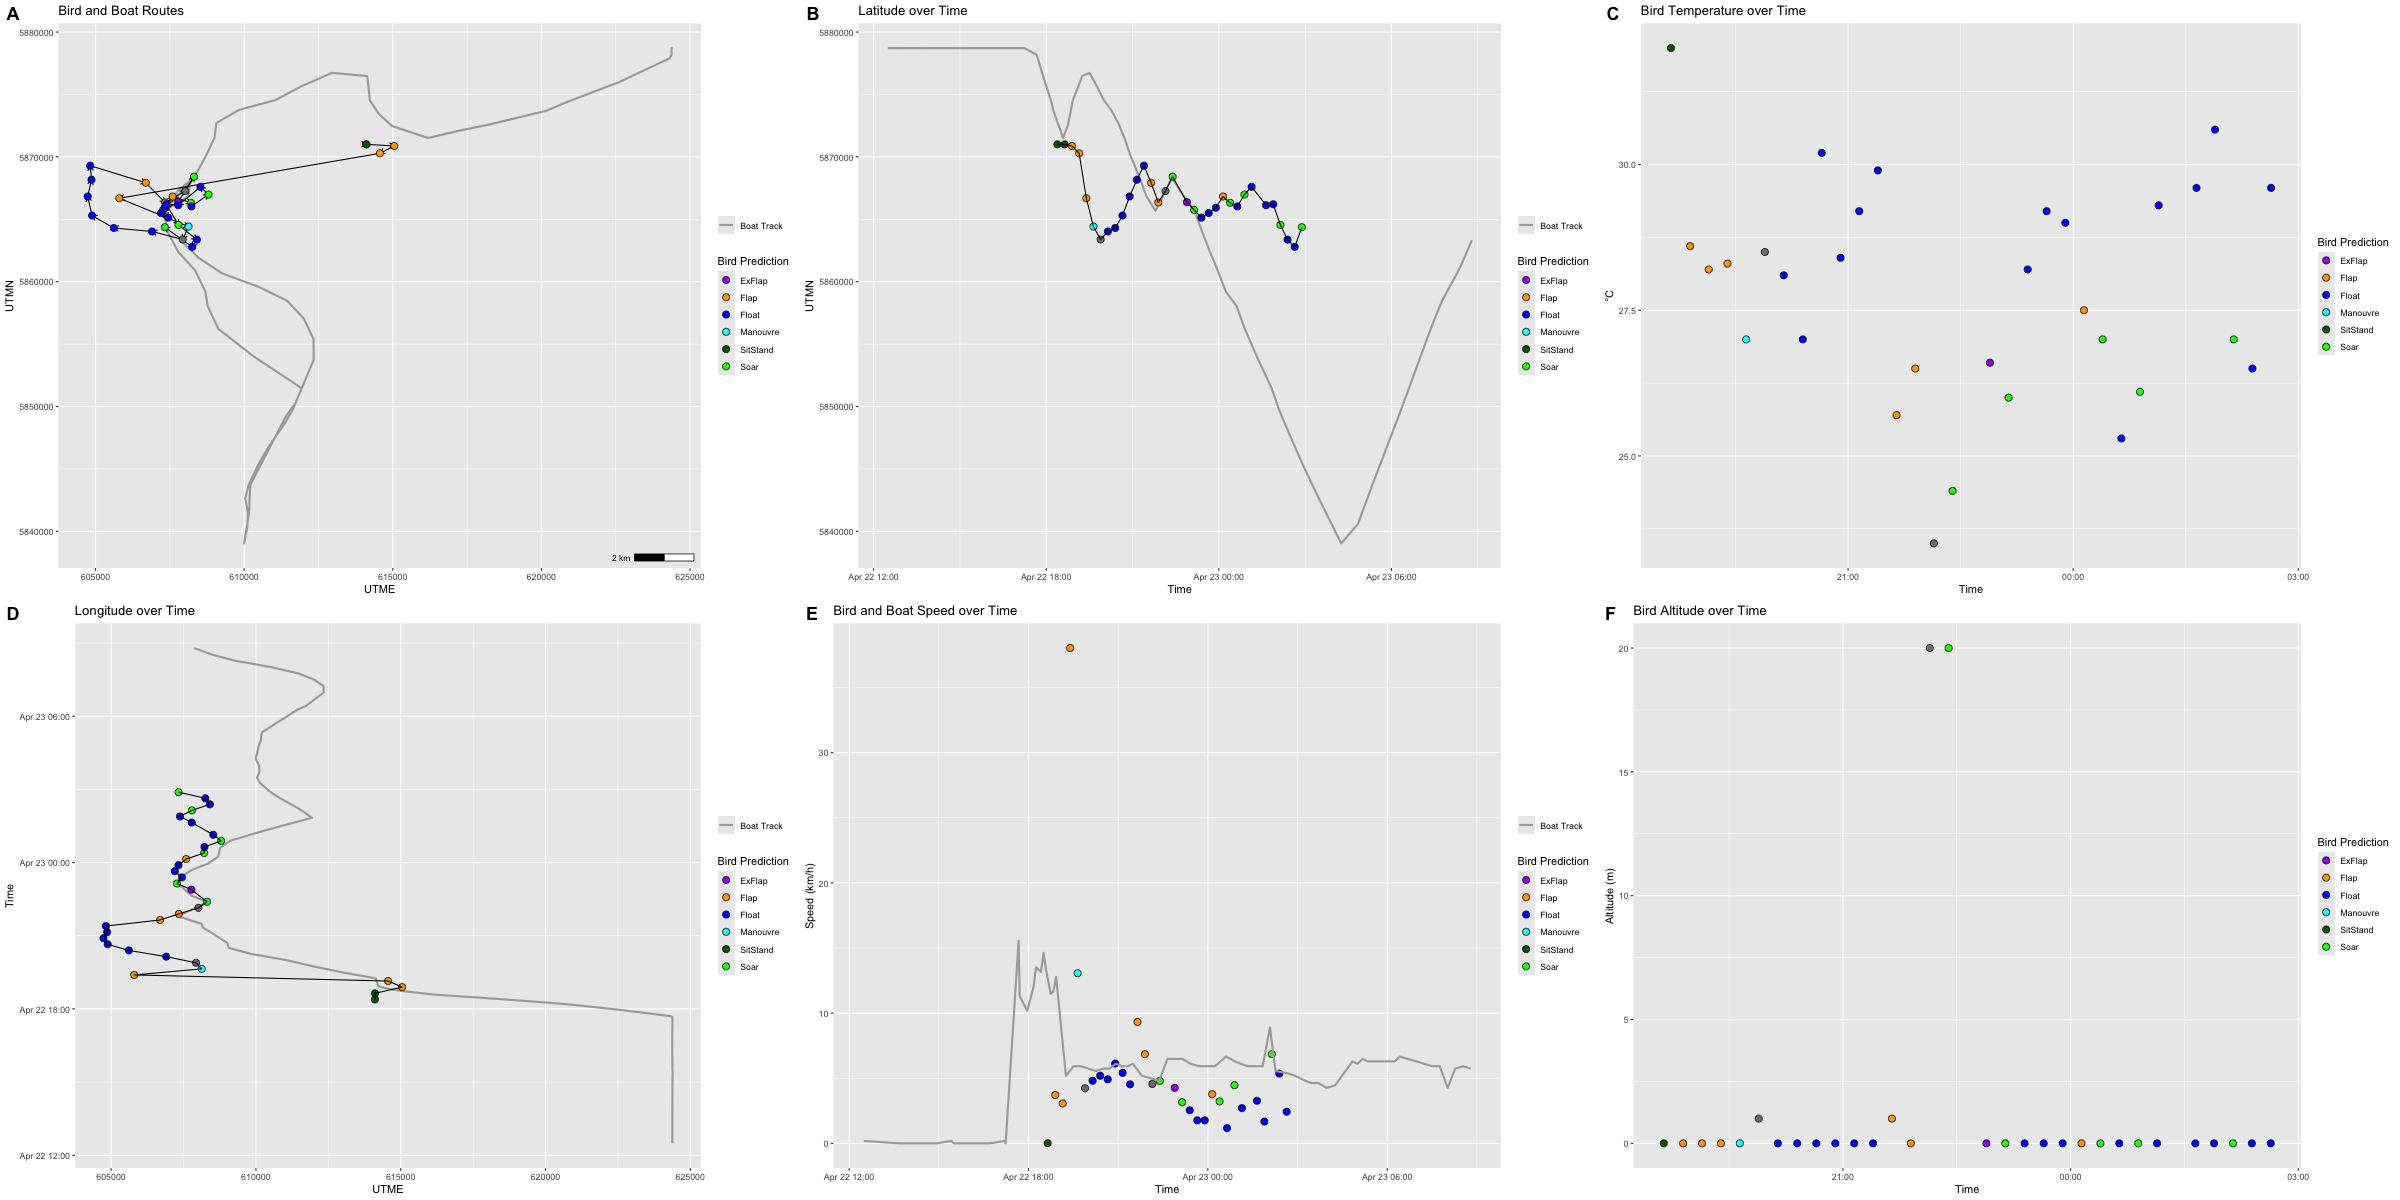 A Bird and Boat Routes
5880000
5870000
5860000
5850000
5840000
UTMN
605000 610000 615000 620000 625000
UTME
2 km
Boat Track
Bird Prediction
ExFlap
Flap
Float
Manouvre
SitStand
Soar
B Latitude over Time
5880000
5870000
5860000
5850000
5840000
UTMN
Apr 22 12:00 Apr 22 18:00 Apr 23 00:00 Apr 23 06:00
Time
Boat Track
Bird Prediction
ExFlap
Flap
Float
Manouvre
SitStand
Soar
C Bird Temperature over Time
30.0
27.5
25.0
°C
21:00 00:00 03:00
Time
Bird Prediction
ExFlap
Flap
Float
Manouvre
SitStand
Soar
D Longitude over Time
Apr 23 06:00
Apr 23 00:00
Apr 22 18:00
Apr 22 12:00
Time
605000 610000 615000 620000 625000
UTME
Boat Track
Bird Prediction
ExFlap
Flap
Float
Manouvre
SitStand
Soar
E Bird and Boat Speed over Time
30
20
10
0
Speed (km/h)
Apr 22 12:00 Apr 22 18:00 Apr 23 00:00 Apr 23 06:00
Time
Boat Track
Bird Prediction
ExFlap
Flap
Float
Manouvre
SitStand
Soar
F Bird Altitude over Time
20
15
10
5
0
Altitude (m)
21:00 00:00 03:00
Time
Bird Prediction
ExFlap
Flap
Float
Manouvre
SitStand
Soar